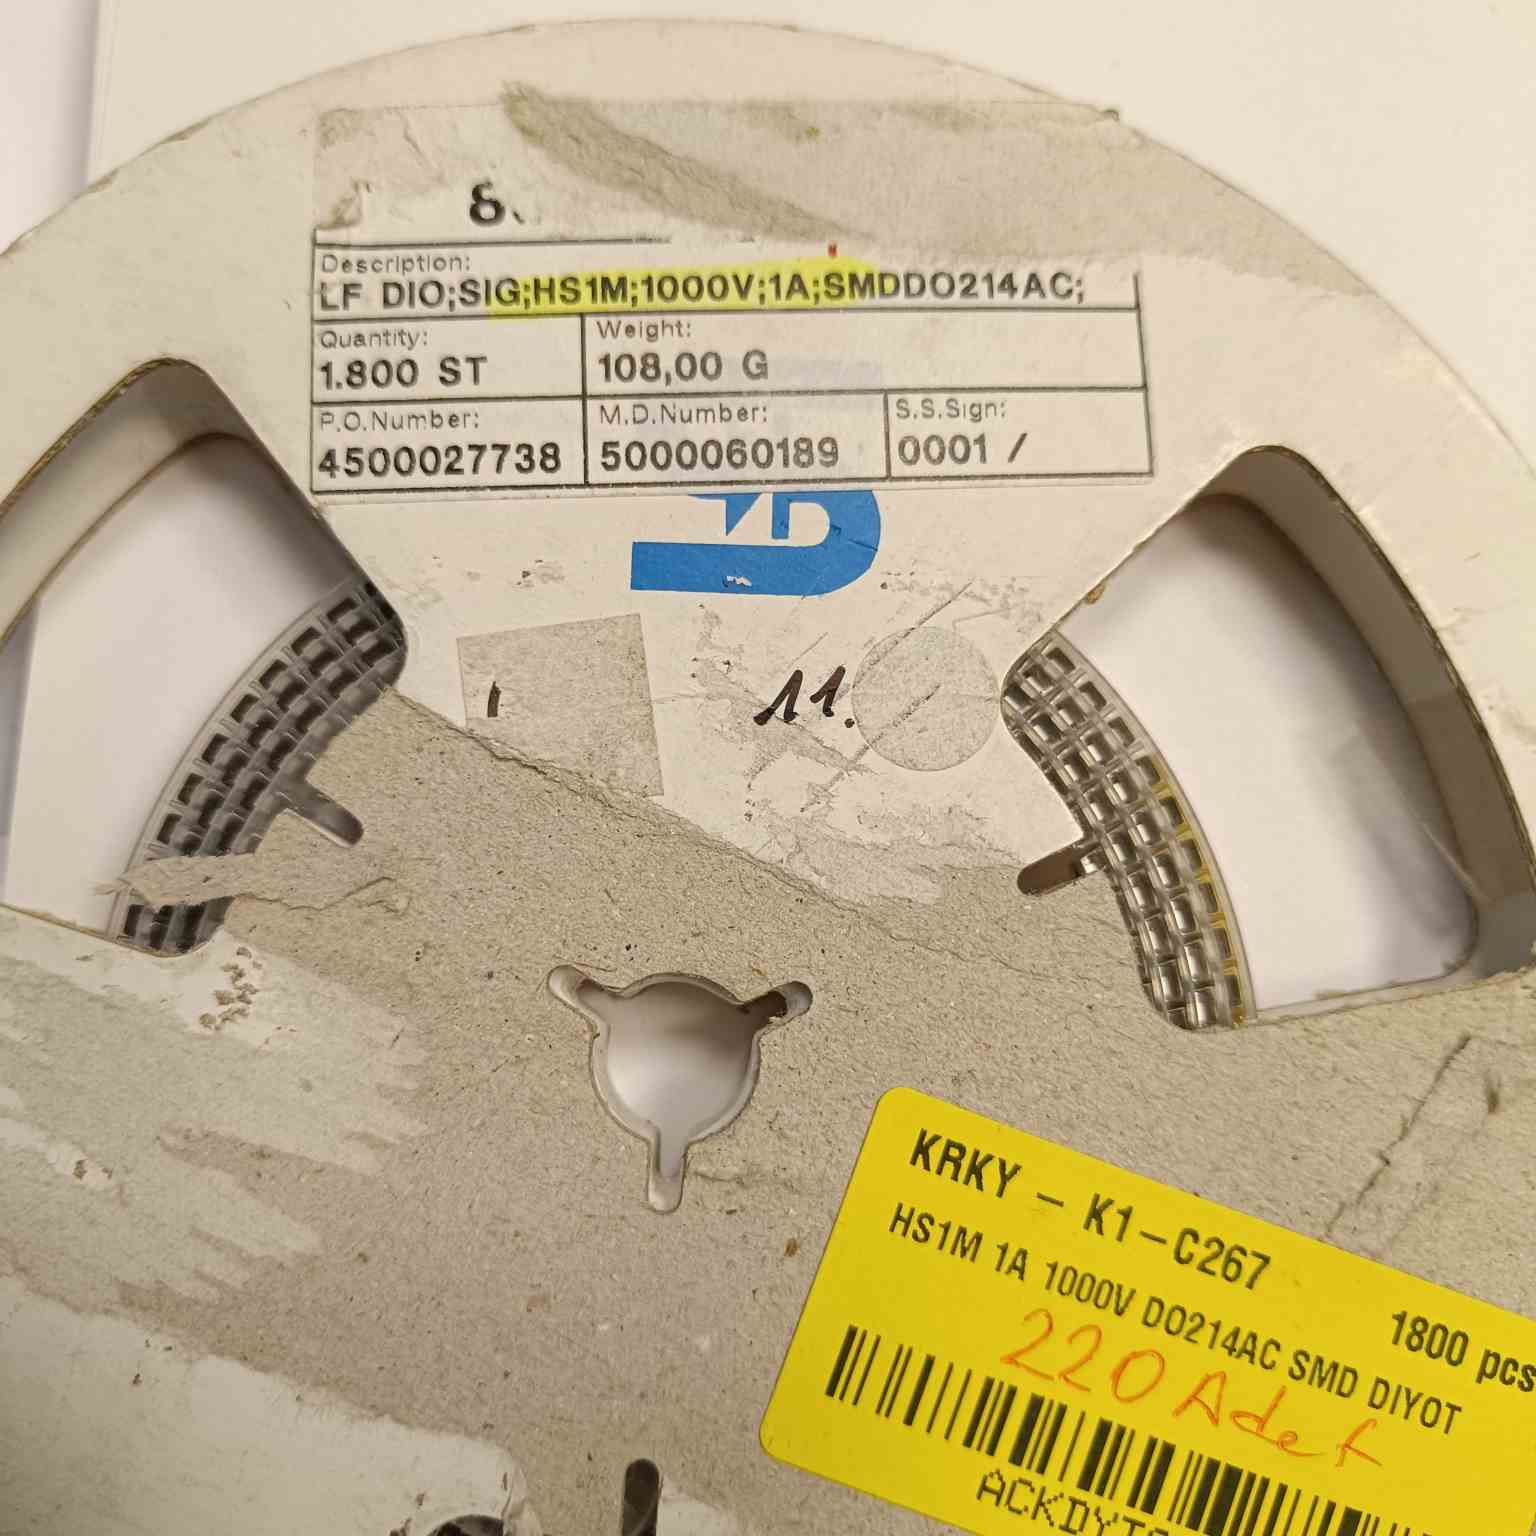 8
Description:
LF DIO;SIG;HS1M;1000V;1A;SMDDO214AC;
Quantity:
1.800 ST
Weight:
108,00 G
P.O.Number:
4500027738
M.D.Number:
5000060189
S.S.Sign:
0001 /
11.
KRKY - K1-C267
HS1M 1A 1000V DO214AC SMD DIYOT
1800 pcs
220 Adet